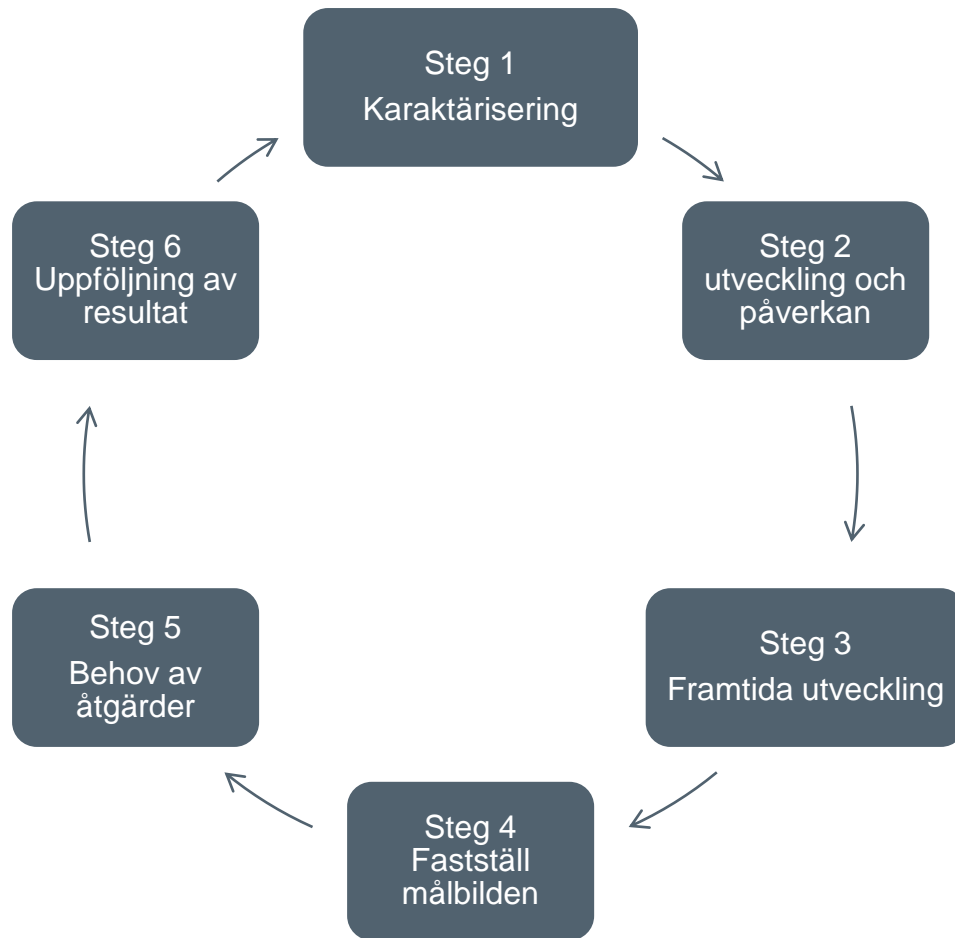 Steg 1
Karaktärisering
Steg 2
utveckling och
påverkan
Steg 3
Framtida utveckling
Steg 4
Fastställ
målbilden
Steg 5
Behov av
åtgärder
Steg 6
Uppföljning av
resultat